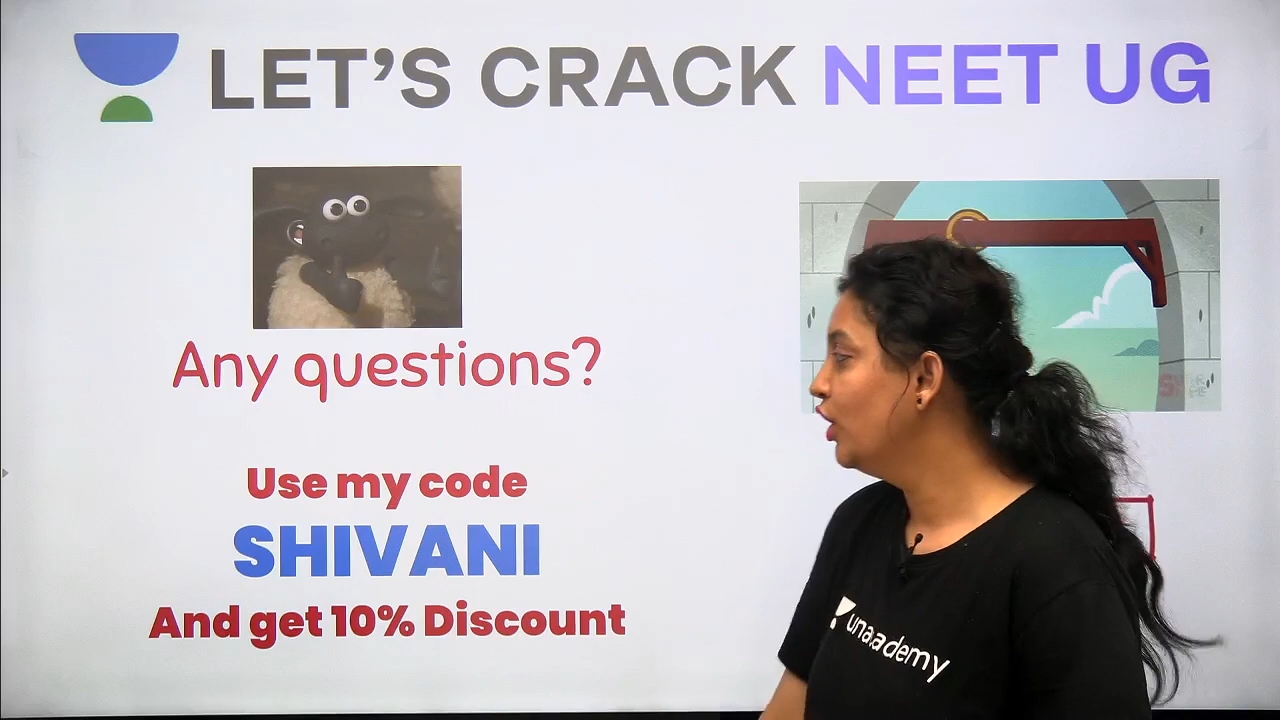 LET'S CRACK NEET UG
Any questions?
Use my code
SHIVANI
And get 10% Discount
unacademy